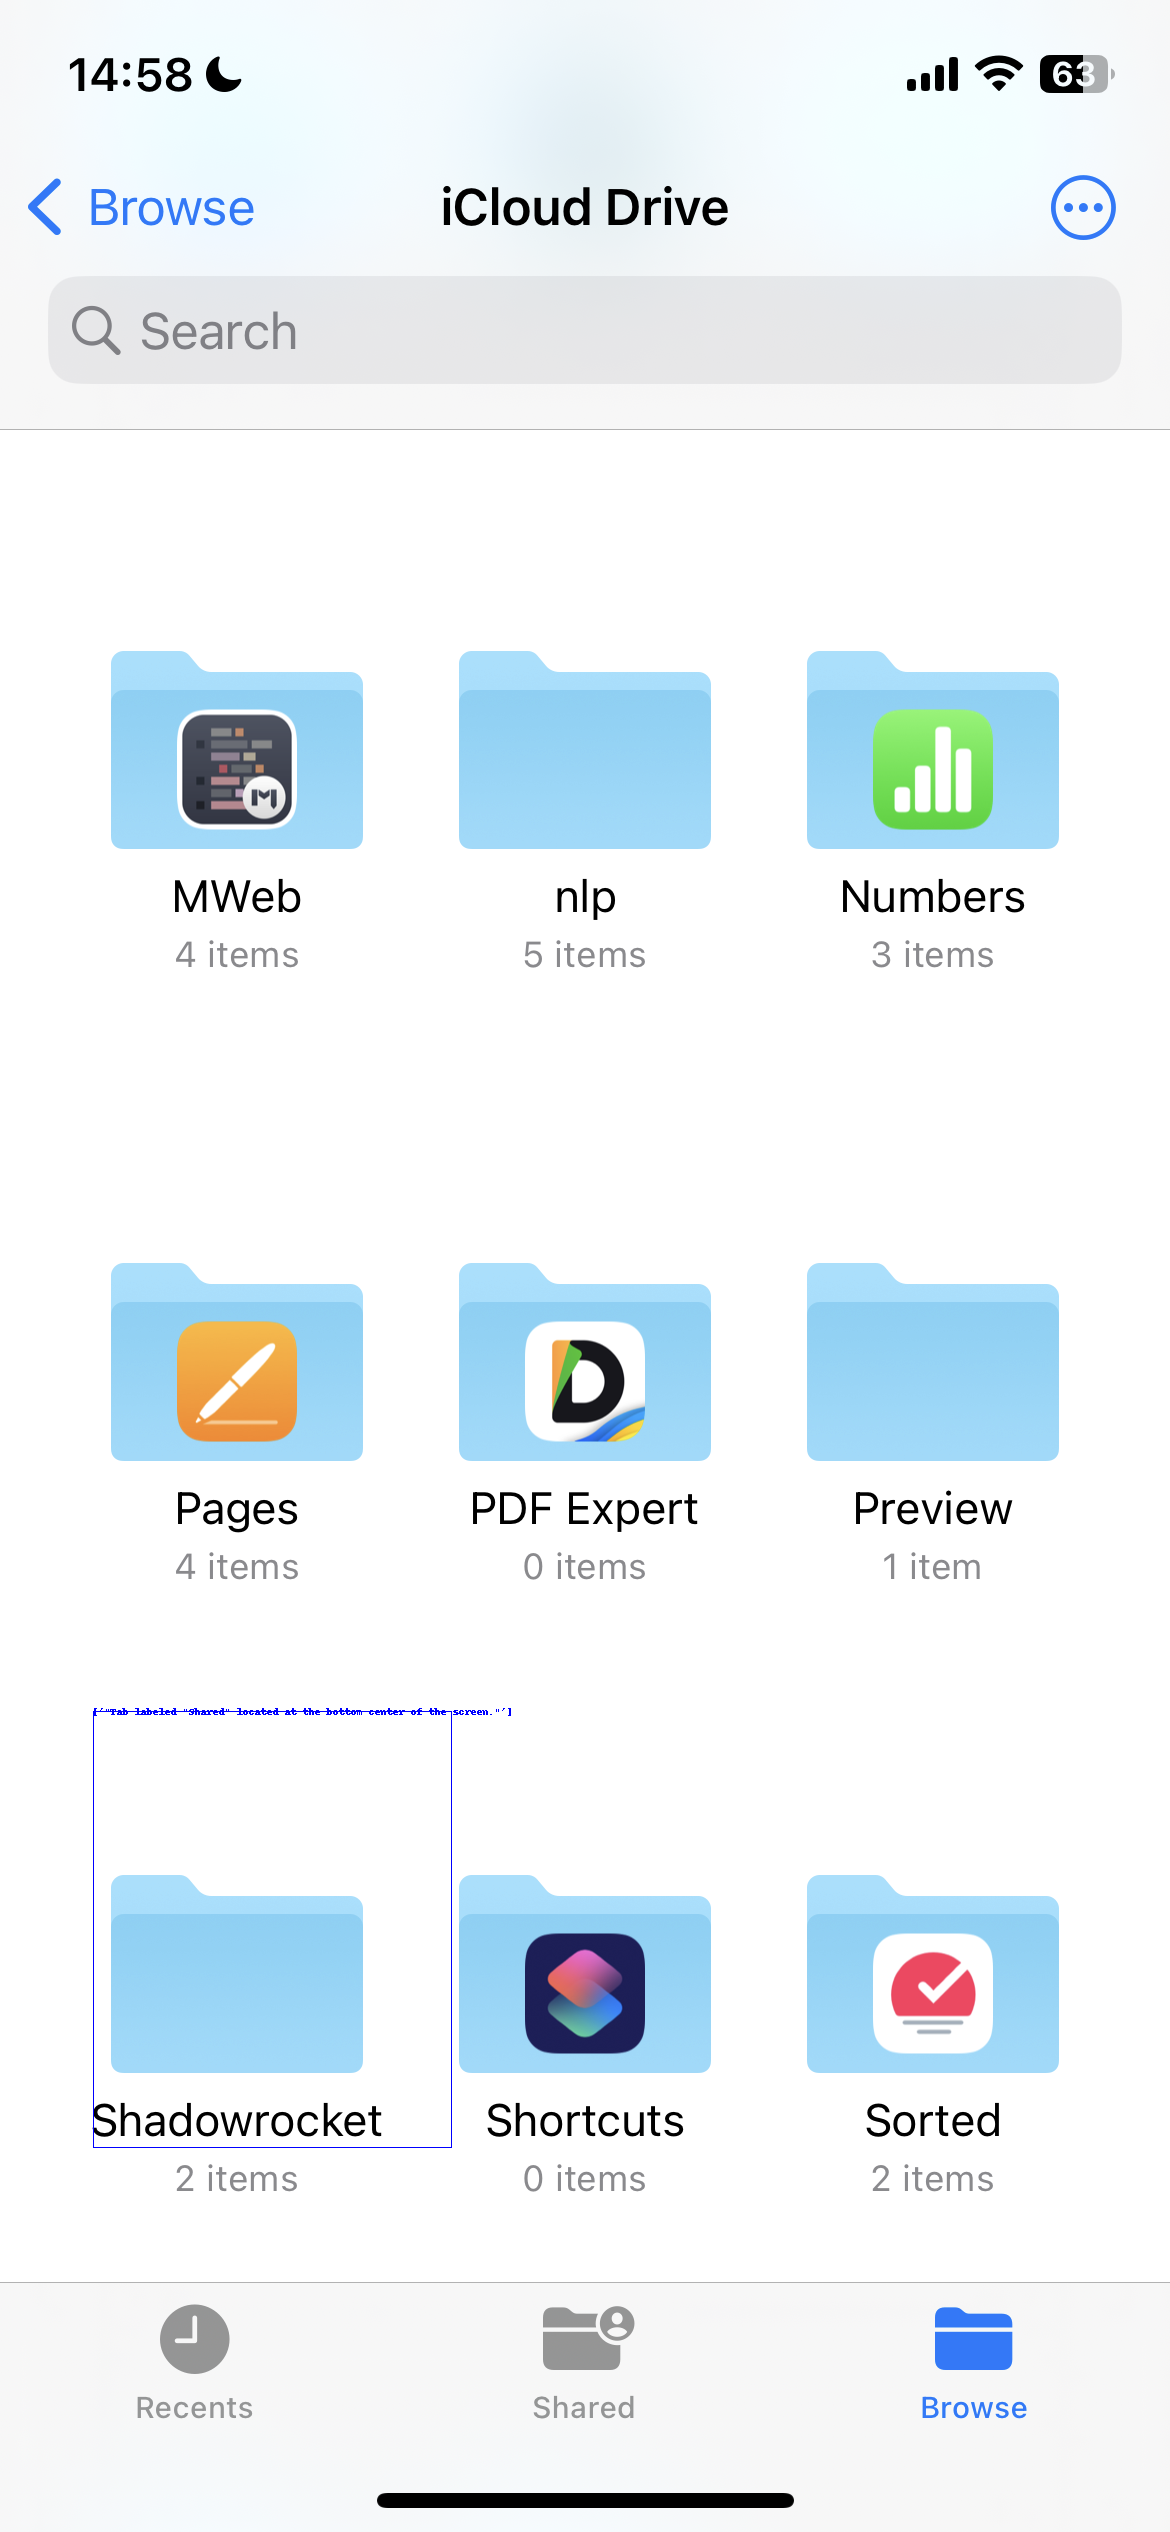 14:58
63
Browse
iCloud Drive
Search
MWeb
nlp
Numbers
4 items
5 items
3 items
Pages
PDF Expert
Preview
4 items
0 items
1 item
['"Tab labeled "Shared" located at the bottom center of the screen."']
Shadowrocket
Shortcuts
Sorted
2 items
0 items
2 items
Recents
Shared
Browse